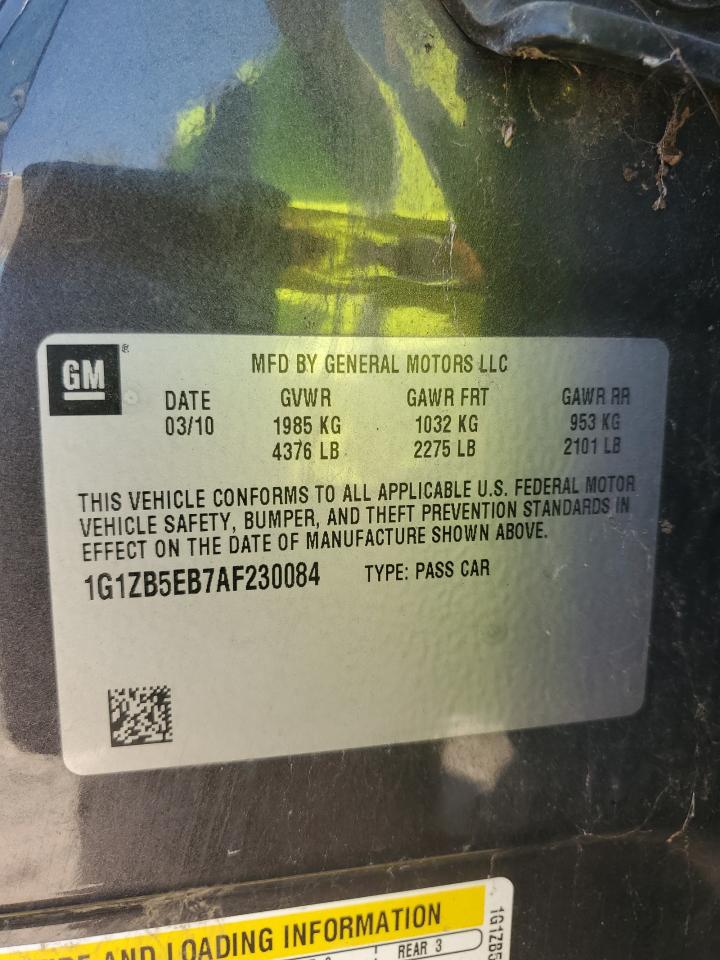 GM ®
MFD BY GENERAL MOTORS LLC
DATE GVWR GAWR FRT GAWR RR
03/10 1985 KG 1032 KG 953 KG
4376 LB 2275 LB 2101 LB
THIS VEHICLE CONFORMS TO ALL APPLICABLE U.S. FEDERAL MOTOR
VEHICLE SAFETY, BUMPER, AND THEFT PREVENTION STANDARDS IN
EFFECT ON THE DATE OF MANUFACTURE SHOWN ABOVE.
1G1ZB5EB7AF230084 TYPE: PASS CAR
AND LOADING INFORMATION
REAR 3
1G1ZB5